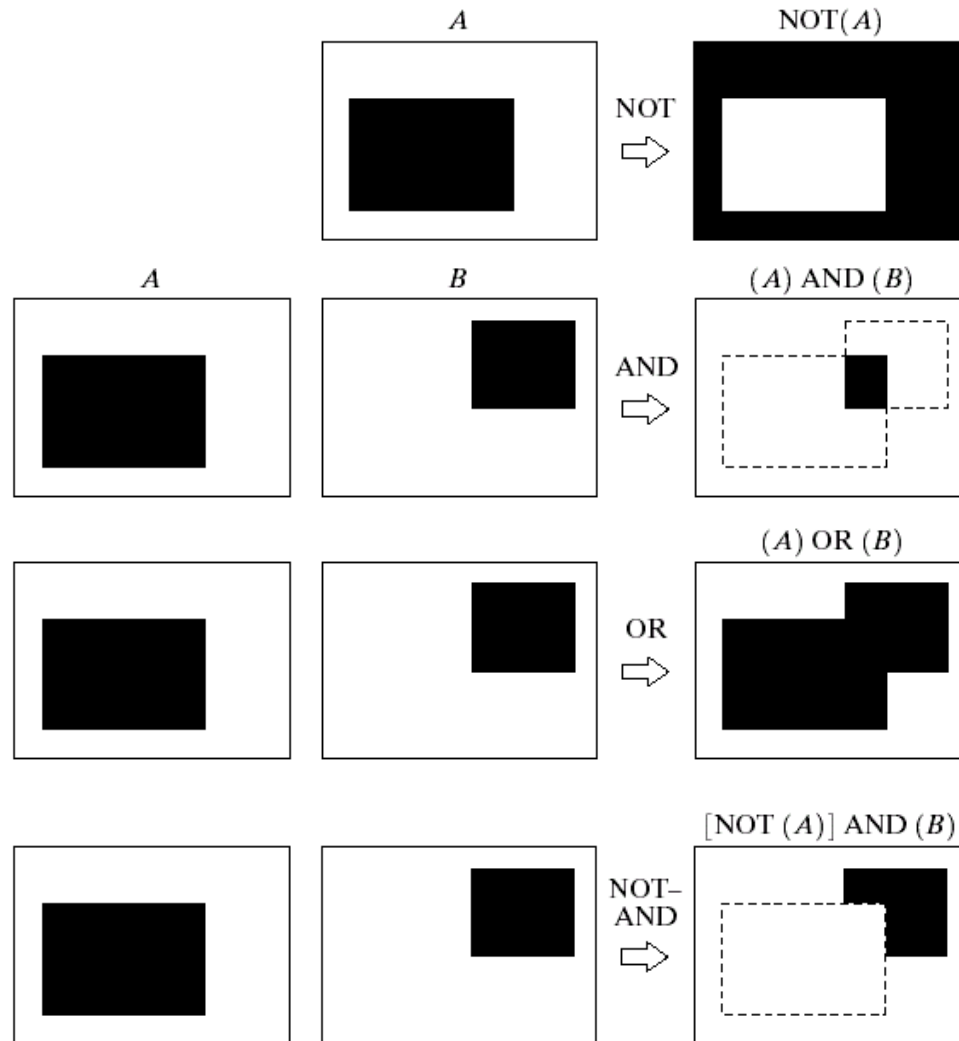 A NOT(A)
NOT
A B (A) AND (B)
AND
(A) OR (B)
OR
[NOT (A)] AND (B)
NOT–
AND